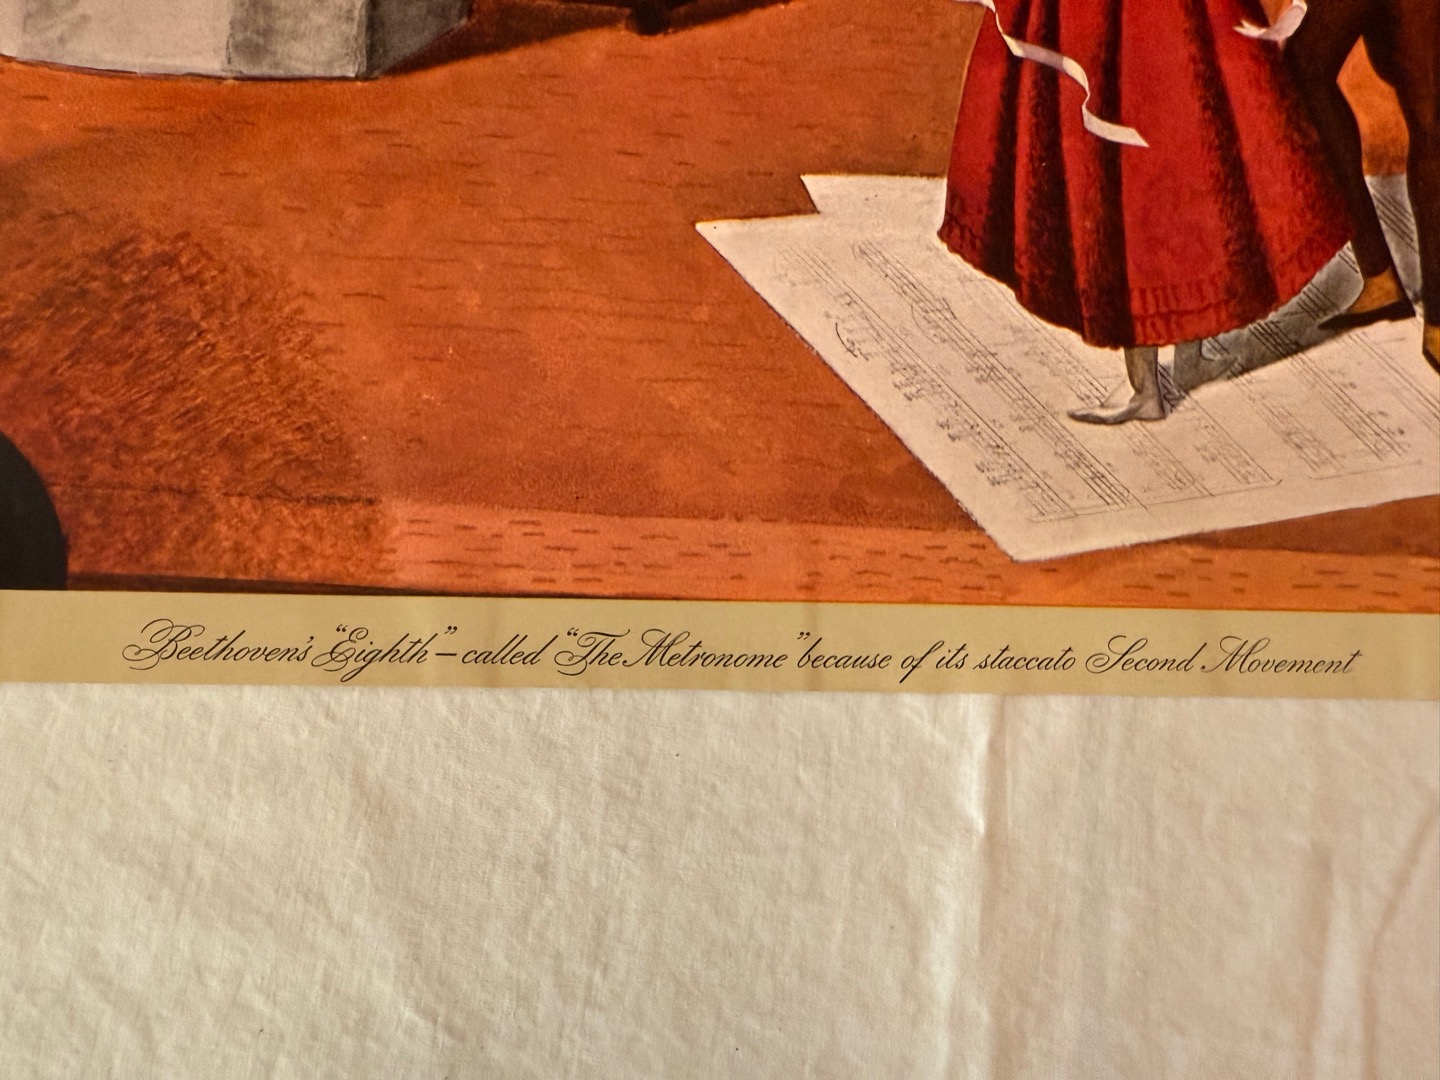 Beethoven's “Eighth” – called “The Metronome” because of its staccato Second Movement